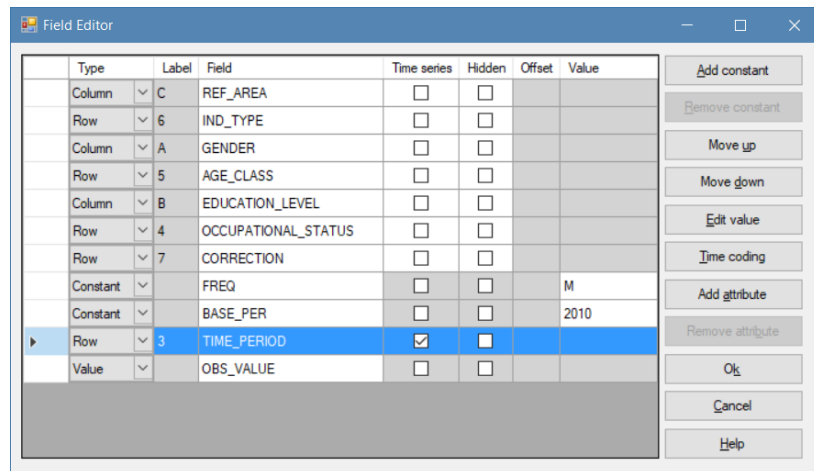 Field Editor
Type Label Field Time series Hidden Offset Value
Column C REF_AREA
Row 6 IND_TYPE
Column A GENDER
Row 5 AGE_CLASS
Column B EDUCATION_LEVEL
Row 4 OCCUPATIONAL_STATUS
Row 7 CORRECTION
Constant FREQ M
Constant BASE_PER 2010
Row 3 TIME_PERIOD
Value OBS_VALUE
Add constant
Remove constant
Move up
Move down
Edit value
Time coding
Add attribute
Remove attribute
Ok
Cancel
Help